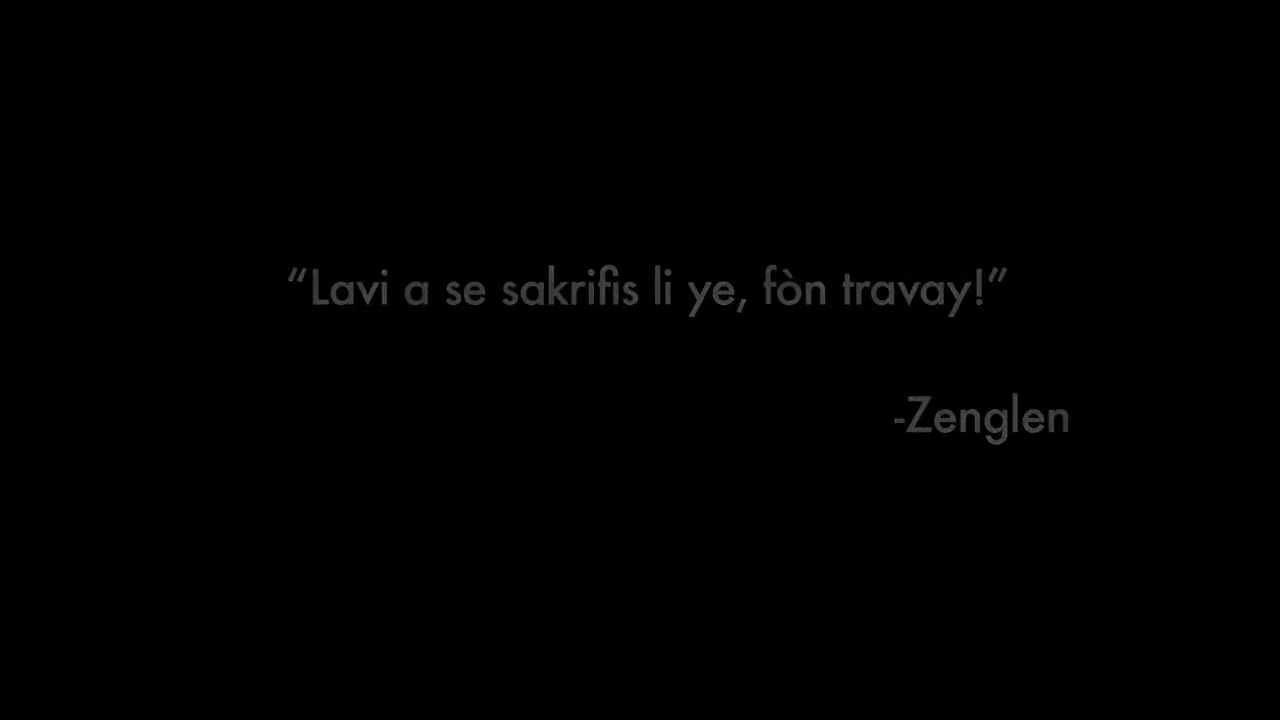 “Lavi a se sakrifis li ye, fòn travay!”
-Zenglen